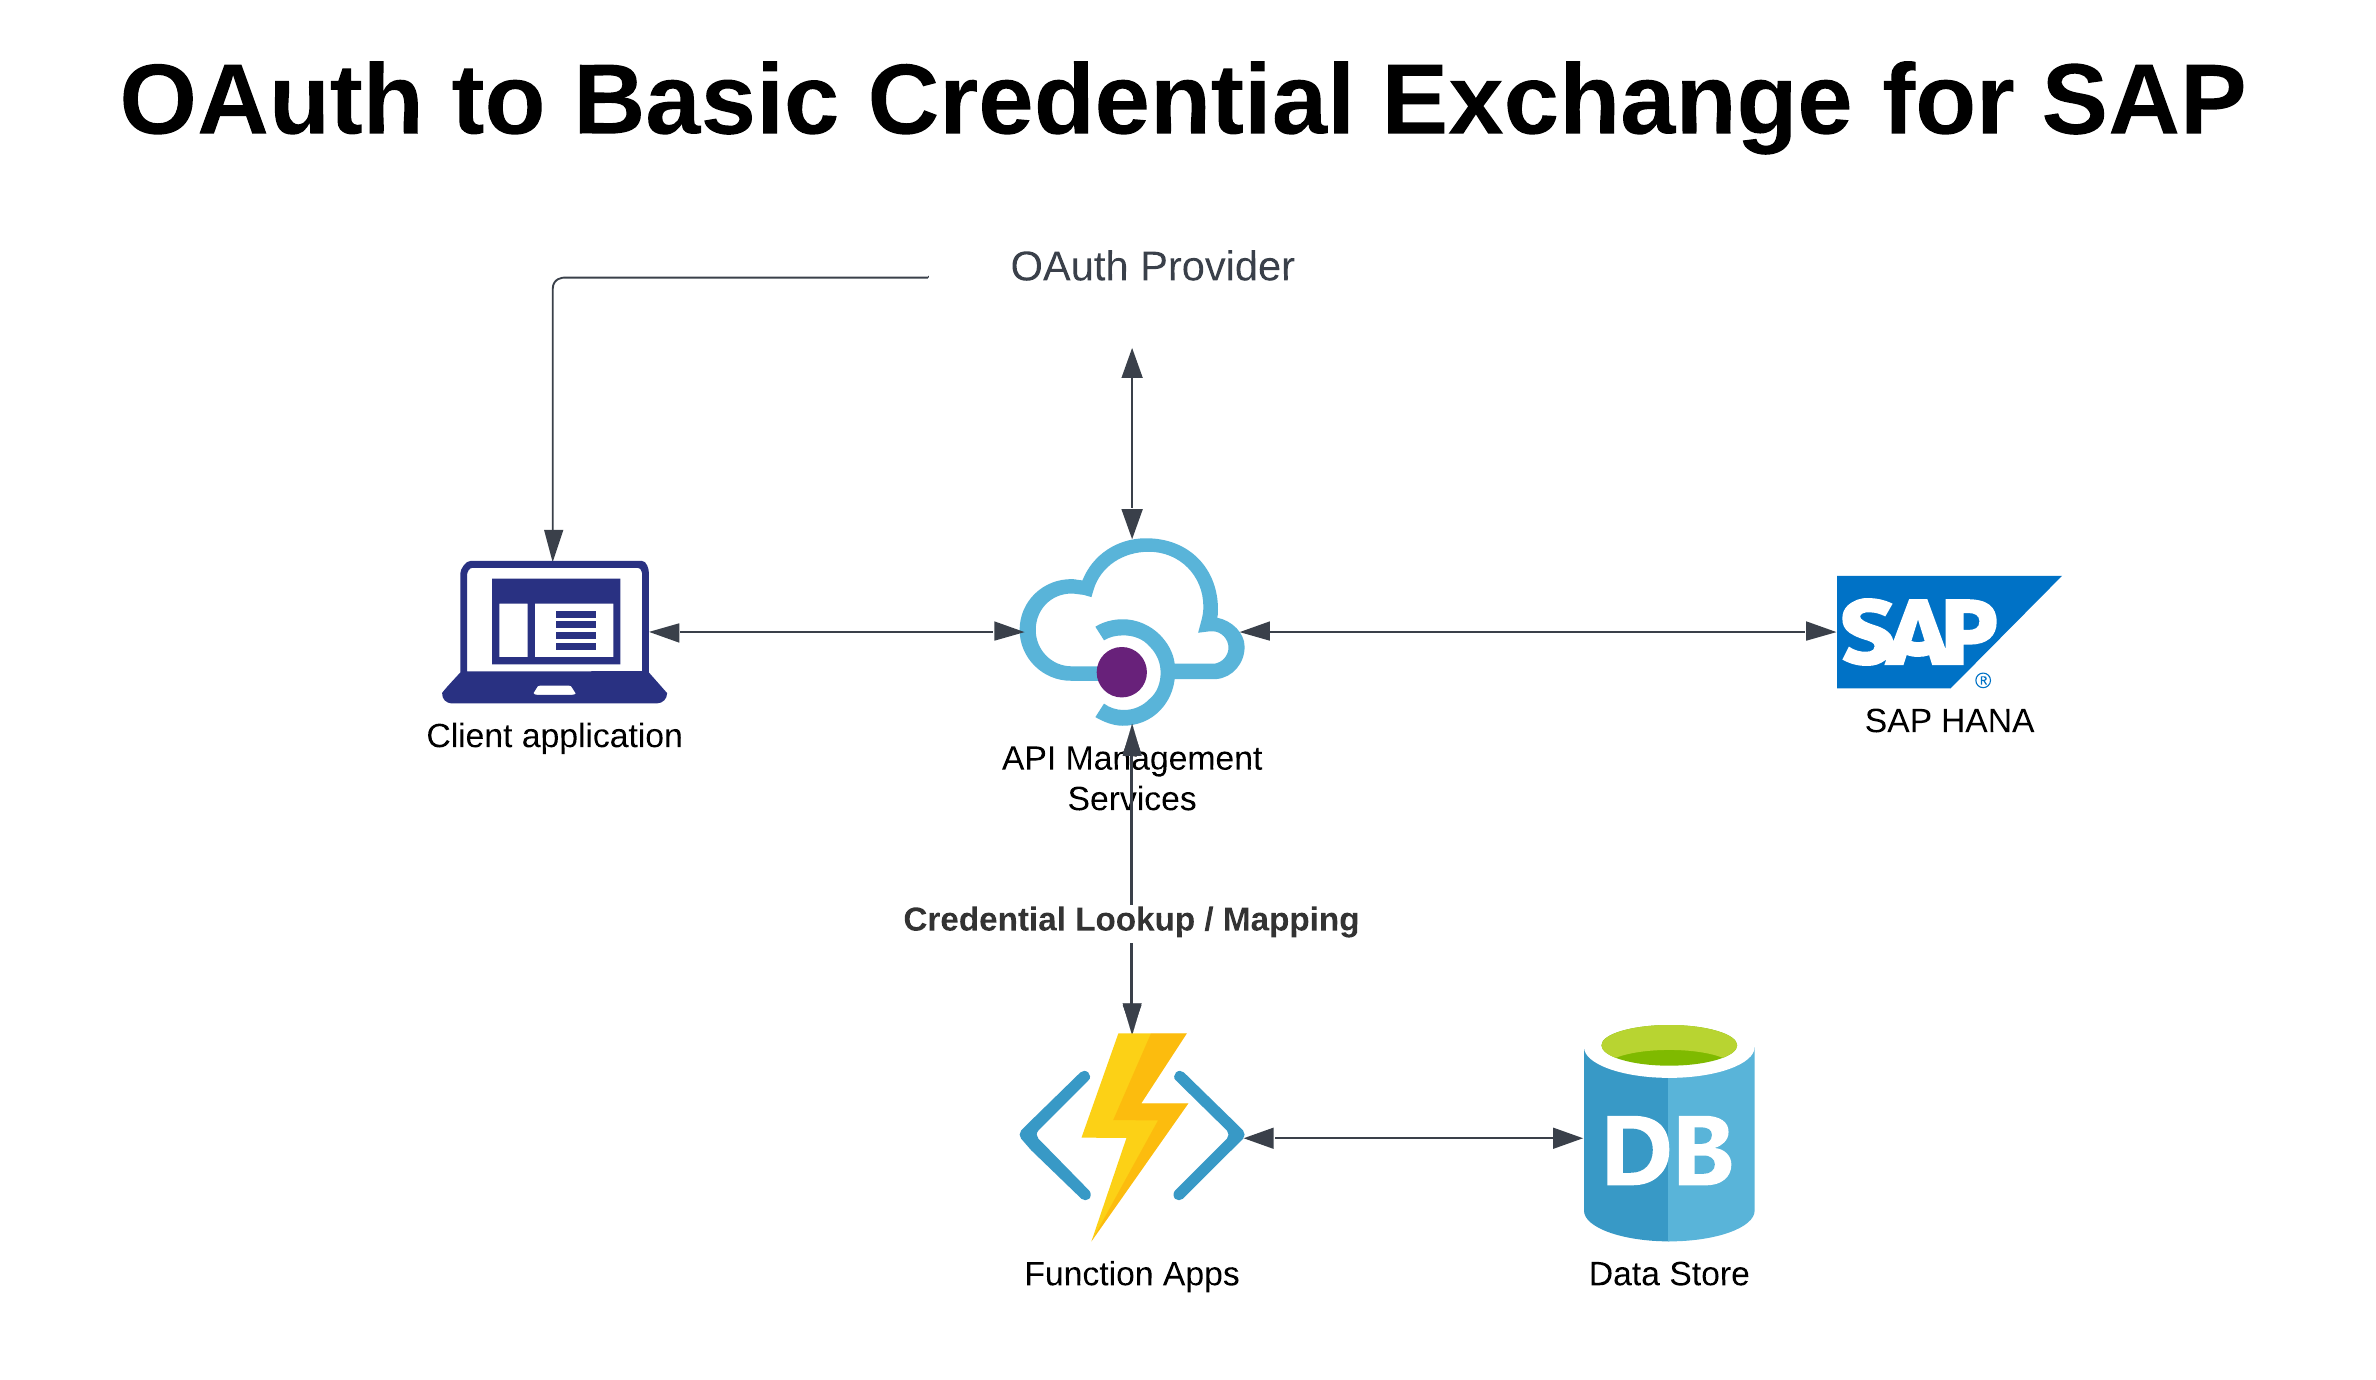 OAuth to Basic Credential Exchange for SAP
OAuth Provider
SAP
®
Client application
SAP HANA
API Management
Services
Credential Lookup / Mapping
DB
Function Apps
Data Store